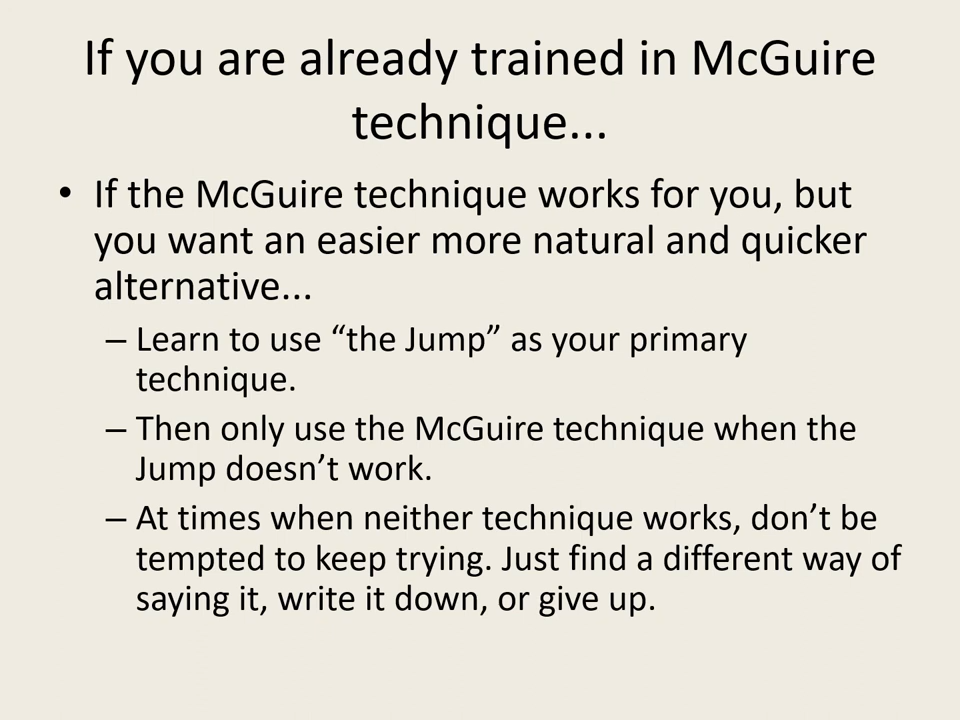 If you are already trained in McGuire
technique...
• If the McGuire technique works for you, but
you want an easier more natural and quicker
alternative...
– Learn to use “the Jump” as your primary
technique.
– Then only use the McGuire technique when the
Jump doesn’t work.
– At times when neither technique works, don’t be
tempted to keep trying. Just find a different way of
saying it, write it down, or give up.